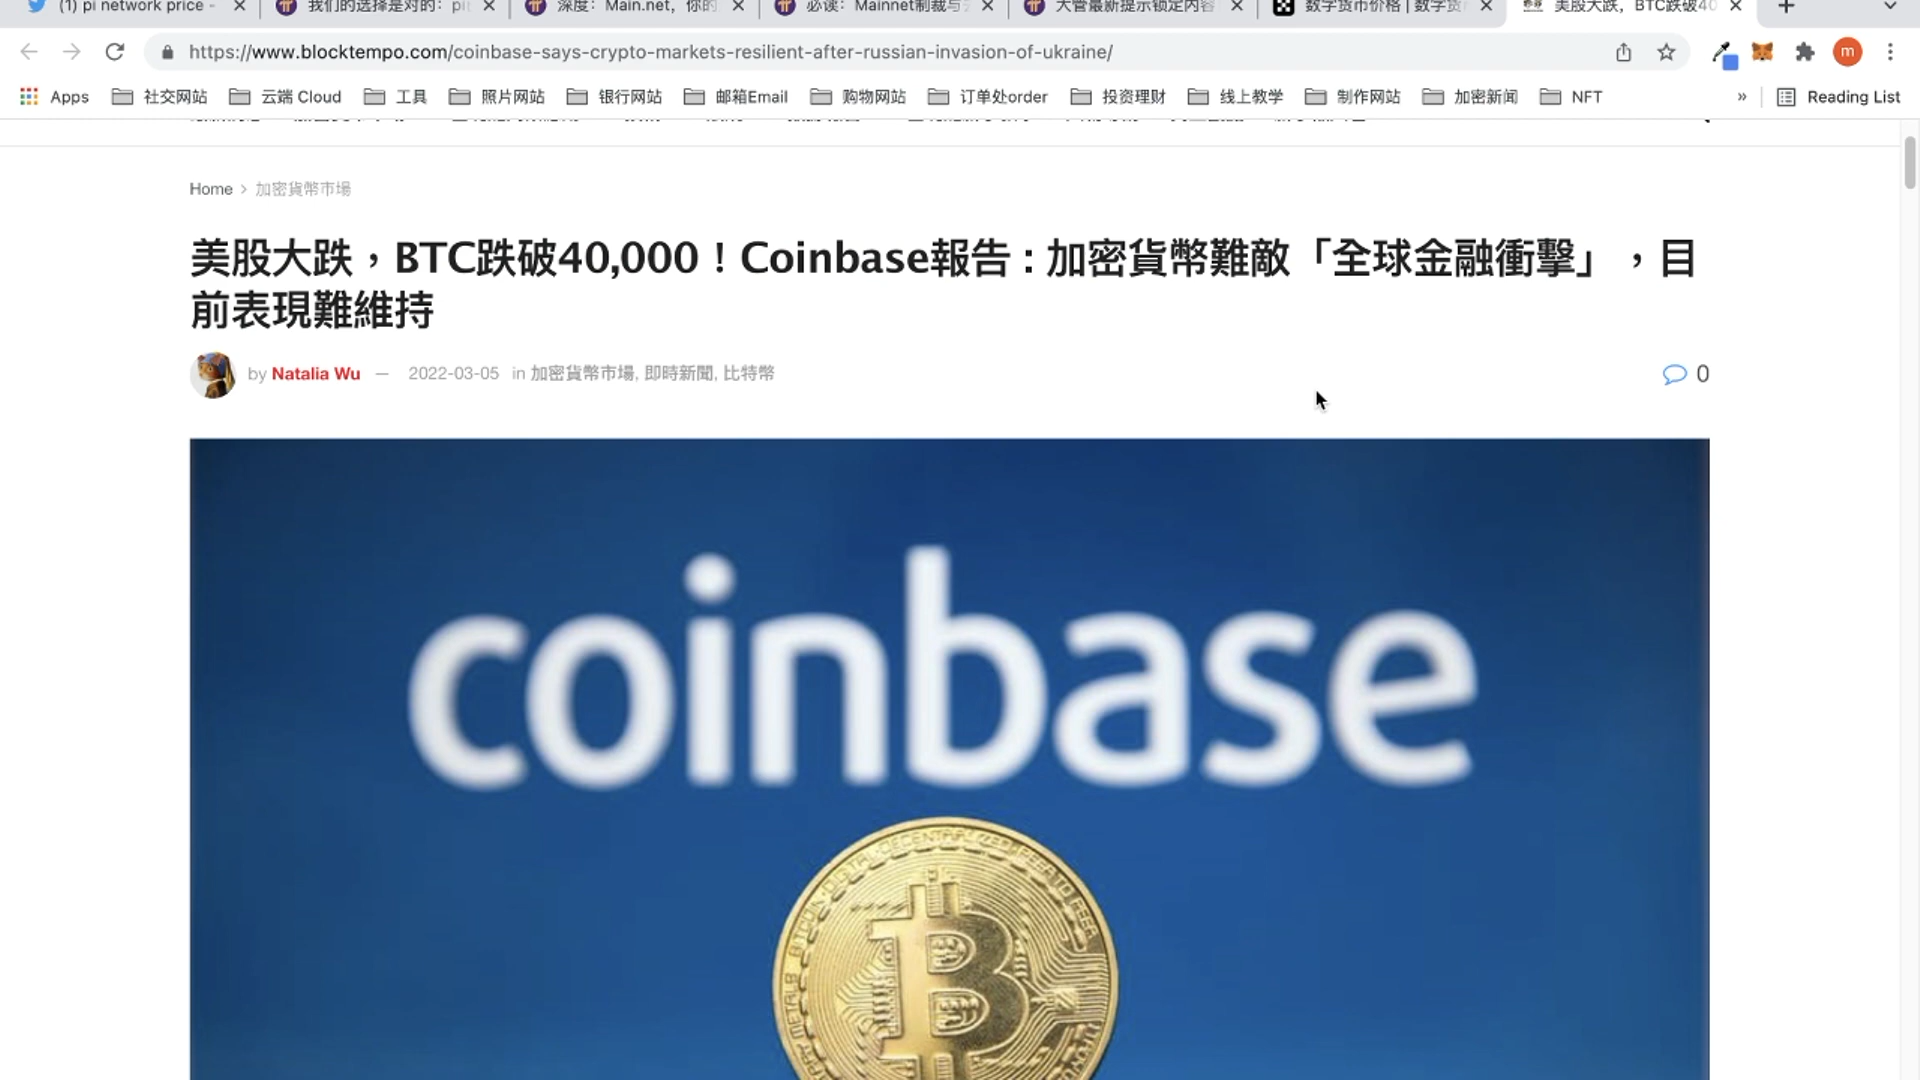 (1) pi network price -
我们的选择是对的：pi
深度：Main.net，你的
必读：Mainnet制裁与
大管最新提示锁定内容
数字货币价格 | 数字货
美股大跌，BTC跌破40
https://www.blocktempo.com/coinbase-says-crypto-markets-resilient-after-russian-invasion-of-ukraine/
m
Apps
社交网站
云端 Cloud
工具
照片网站
银行网站
邮箱Email
购物网站
订单处order
投资理财
线上教学
制作网站
加密新闻
NFT
»
Reading List
Home > 加密貨幣市場
美股大跌，BTC跌破40,000！Coinbase報告 : 加密貨幣難敵「全球金融衝擊」，目
前表現難維持
by Natalia Wu — 2022-03-05 in 加密貨幣市場, 即時新聞, 比特幣
0
coinbase